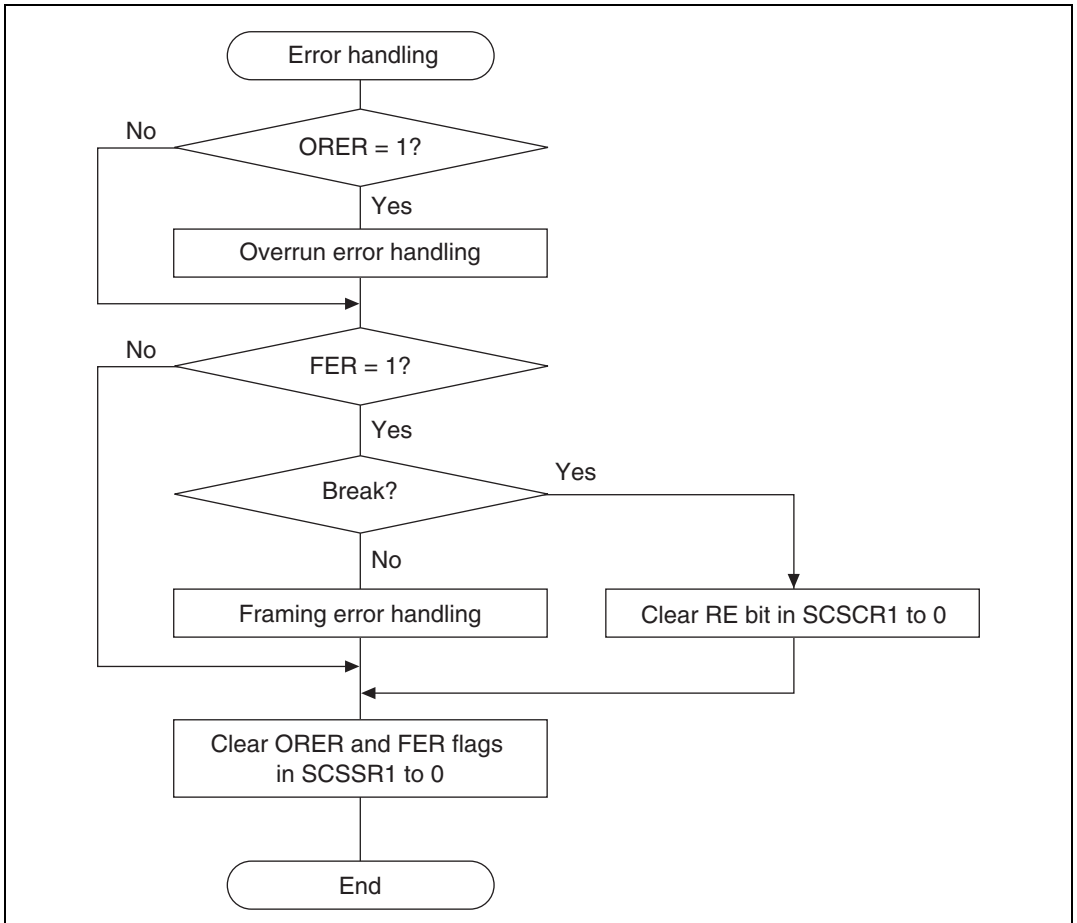 Error handling
No
ORER = 1?
Yes
Overrun error handling
No
FER = 1?
Yes
Break?
Yes
No
Framing error handling
Clear RE bit in SCSCR1 to 0
Clear ORER and FER flags
in SCSSR1 to 0
End